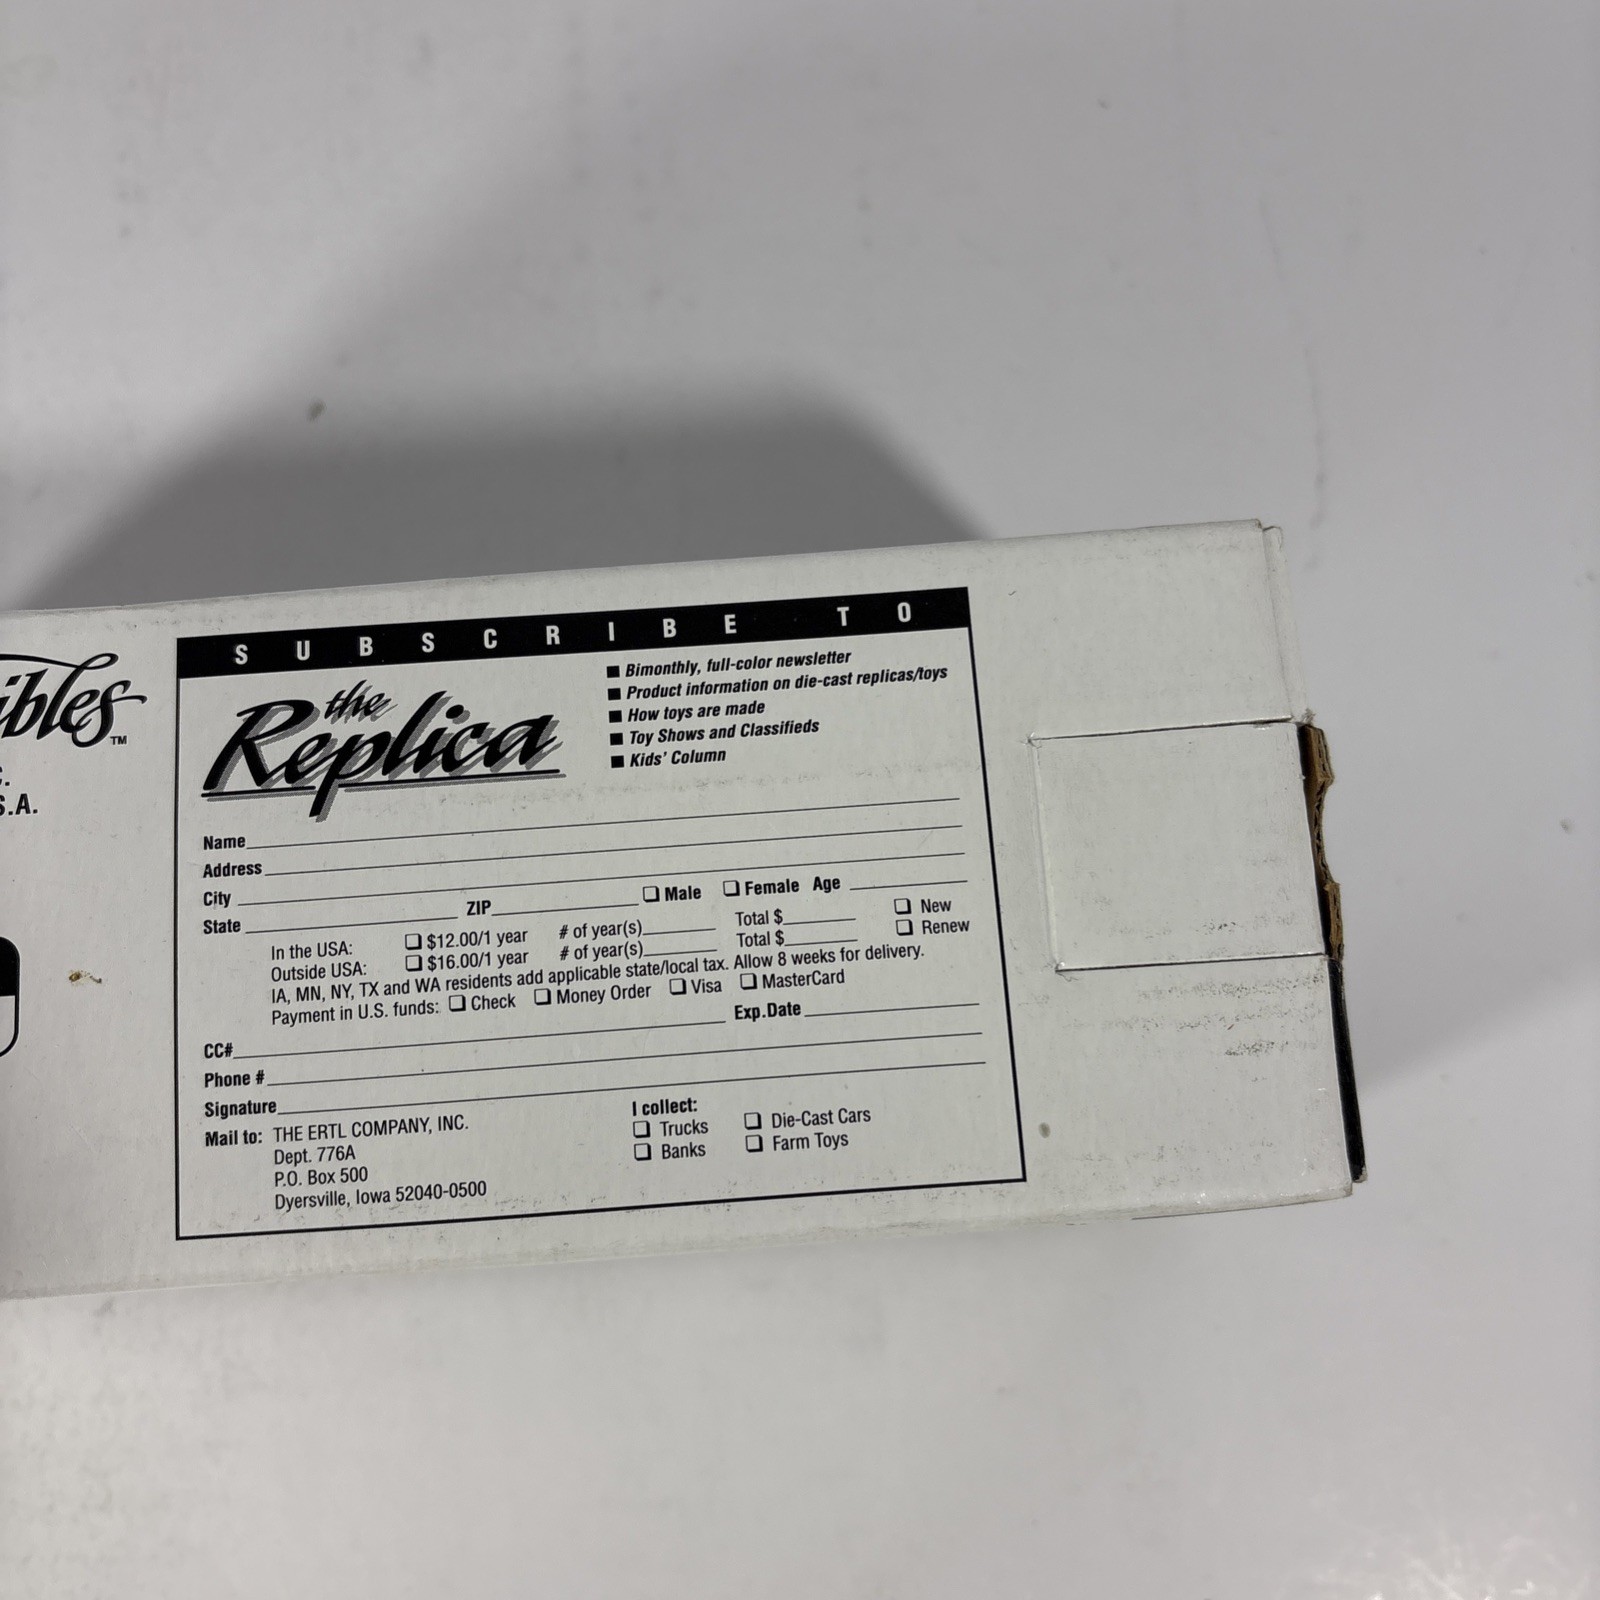 ibles™
S.A.
SUBSCRIBE TO
the
Replica
■ Bimonthly, full-color newsletter
■ Product information on die-cast replicas/toys
■ How toys are made
■ Toy Shows and Classifieds
■ Kids' Column
Name
Address
City
State ZIP ❏ Male ❏ Female Age
In the USA: ❏ $12.00/1 year # of year(s) Total $ ❏ New
Outside USA: ❏ $16.00/1 year # of year(s) Total $ ❏ Renew
IA, MN, NY, TX and WA residents add applicable state/local tax. Allow 8 weeks for delivery.
Payment in U.S. funds: ❏ Check ❏ Money Order ❏ Visa ❏ MasterCard
CC# Exp.Date
Phone #
Signature
Mail to: THE ERTL COMPANY, INC.
Dept. 776A
P.O. Box 500
Dyersville, Iowa 52040-0500
I collect:
❏ Trucks ❏ Die-Cast Cars
❏ Banks ❏ Farm Toys